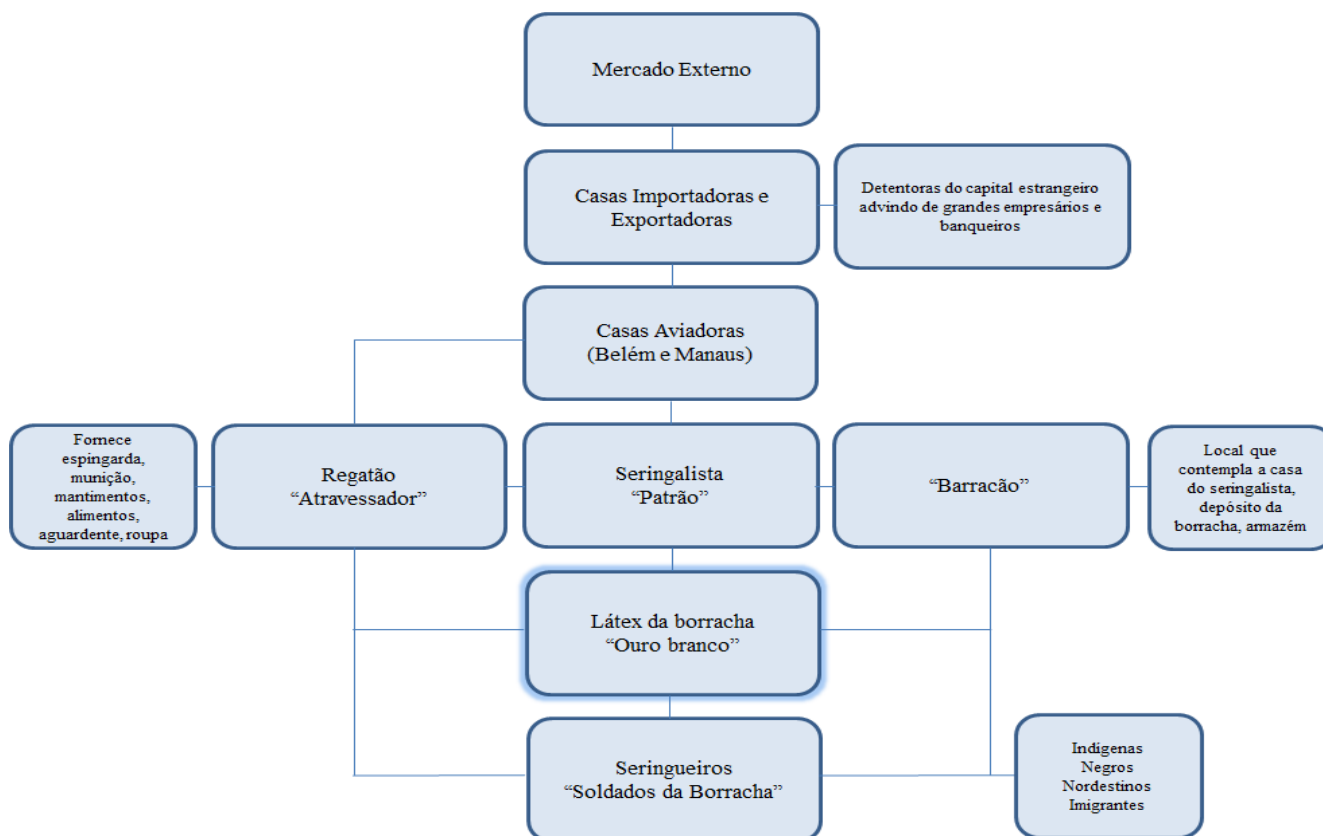 Mercado Externo
Casas Importadoras e
Exportadoras
Detentoras do capital estrangeiro
advindo de grandes empresários e
banqueiros
Casas Aviadoras
(Belém e Manaus)
Fornece
espingarda,
munição,
mantimentos,
alimentos,
aguardente, roupa
Regatão
“Atravessador”
Seringalista
“Patrão”
“Barracão”
Local que
contempla a casa
do seringalista,
depósito da
borracha, armazém
Látex da borracha
“Ouro branco”
Seringueiros
“Soldados da Borracha”
Indígenas
Negros
Nordestinos
Imigrantes